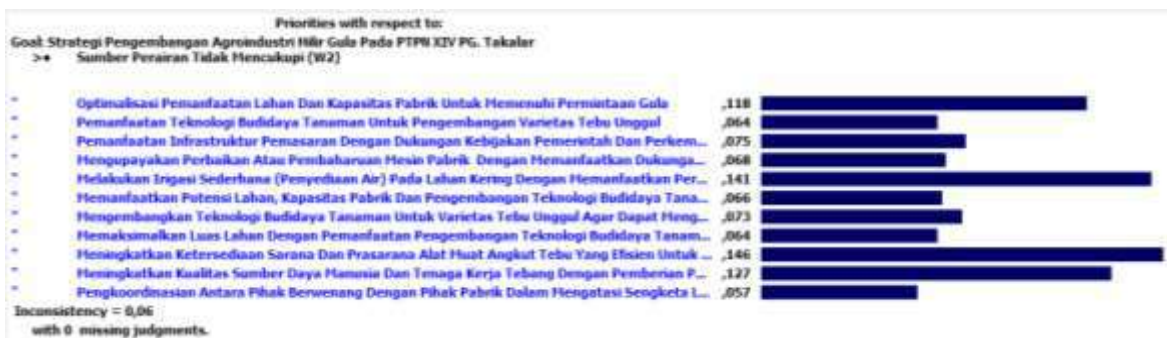 Priorities with respect to:
Goal: Strategi Pengembangan Agroindustri Hilir Gula Pada PTPN XIV PG. Takalar
>• Sumber Perairan Tidak Mencukupi (W2)
Optimalisasi Pemanfaatan Lahan Dan Kapasitas Pabrik Untuk Memenuhi Permintaan Gula ,118
Pemanfaatan Teknologi Budidaya Tanaman Untuk Pengembangan Varietas Tebu Unggul ,064
Pemanfaatan Infrastruktur Pemasaran Dengan Dukungan Kebijakan Pemerintah Dan Perkem... ,075
Mengupayakan Perbaikan Atau Pembaharuan Mesin Pabrik Dengan Memanfaatkan Dukunga... ,068
Melakukan Irigasi Sederhana (Penyediaan Air) Pada Lahan Kering Dengan Memanfaatkan Per... ,141
Memanfaatkan Potensi Lahan, Kapasitas Pabrik Dan Pengembangan Teknologi Budidaya Tana... ,066
Mengembangkan Teknologi Budidaya Tanaman Untuk Varietas Tebu Unggul Agar Dapat Meng... ,073
Memaksimalkan Luas Lahan Dengan Pemanfaatan Pengembangan Teknologi Budidaya Tanam... ,064
Meningkatkan Ketersediaan Sarana Dan Prasarana Alat Muat Angkut Tebu Yang Efisien Untuk ... ,146
Meningkatkan Kualitas Sumber Daya Manusia Dan Tenaga Kerja Tebang Dengan Pemberian P... ,127
Pengkoordinasian Antara Pihak Berwenang Dengan Pihak Pabrik Dalam Mengatasi Sengketa L... ,057
Inconsistency = 0,06
with 0 missing judgments.